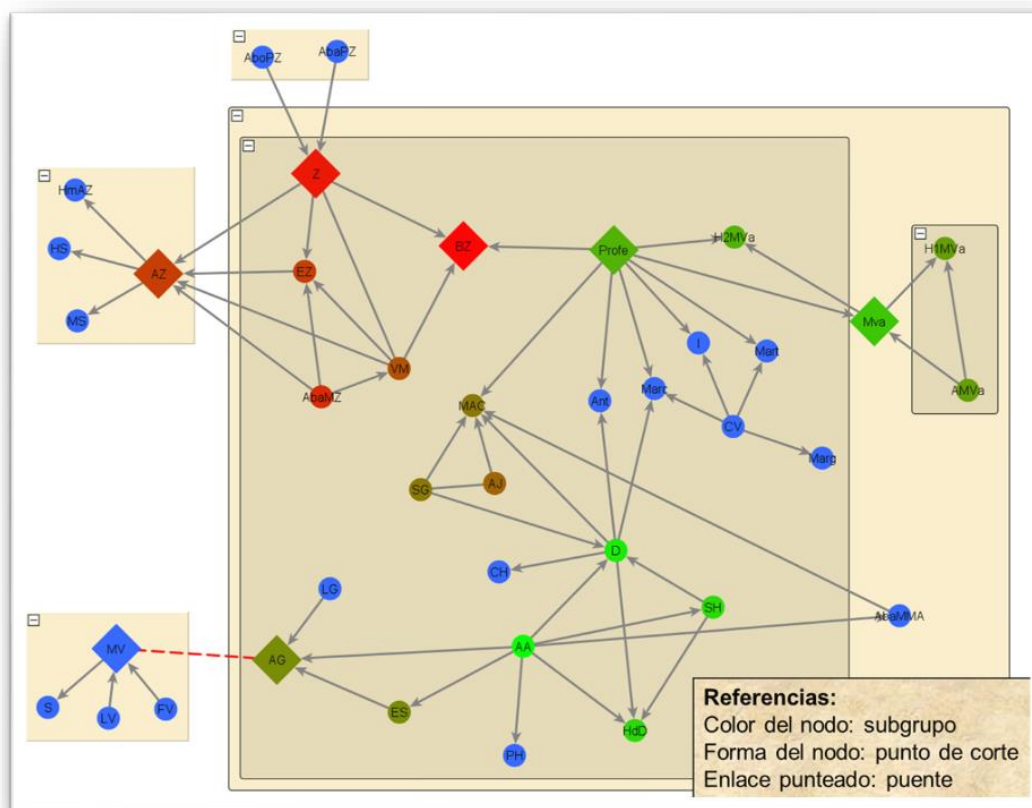 AboPZ
AbaPZ
Z
HmAZ
HS
AZ
MS
EZ
BZ
Profe
H2MVa
H1MVa
Mva
AMVa
VM
AbaMZ
I
Mart
Marc
Ant
MAC
CV
Marg
SG
AJ
D
CH
LG
SH
AbaMMA
AA
MV
AG
S
LV
FV
ES
HdD
PH
Referencias:
Color del nodo: subgrupo
Forma del nodo: punto de corte
Enlace punteado: puente